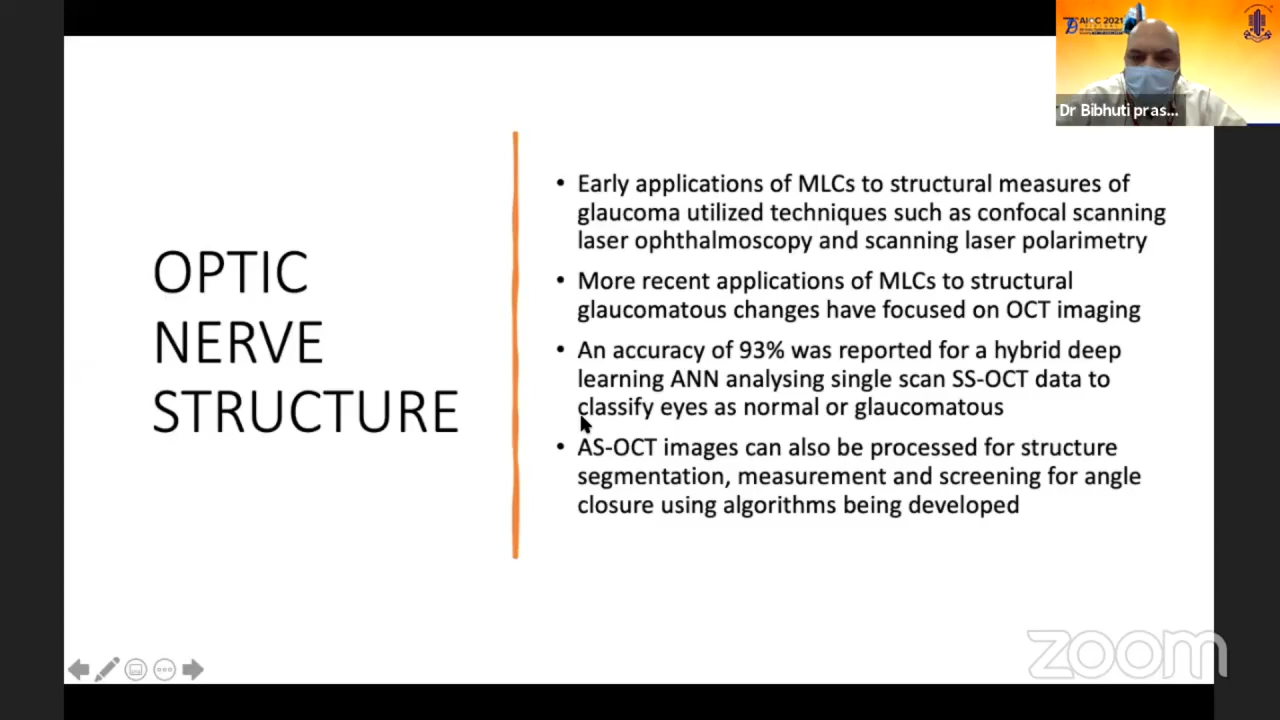 AIOC 2021
Dr Bibhuti pras...
OPTIC
NERVE
STRUCTURE
• Early applications of MLCs to structural measures of
glaucoma utilized techniques such as confocal scanning
laser ophthalmoscopy and scanning laser polarimetry
• More recent applications of MLCs to structural
glaucomatous changes have focused on OCT imaging
• An accuracy of 93% was reported for a hybrid deep
learning ANN analysing single scan SS-OCT data to
classify eyes as normal or glaucomatous
• AS-OCT images can also be processed for structure
segmentation, measurement and screening for angle
closure using algorithms being developed
zoom